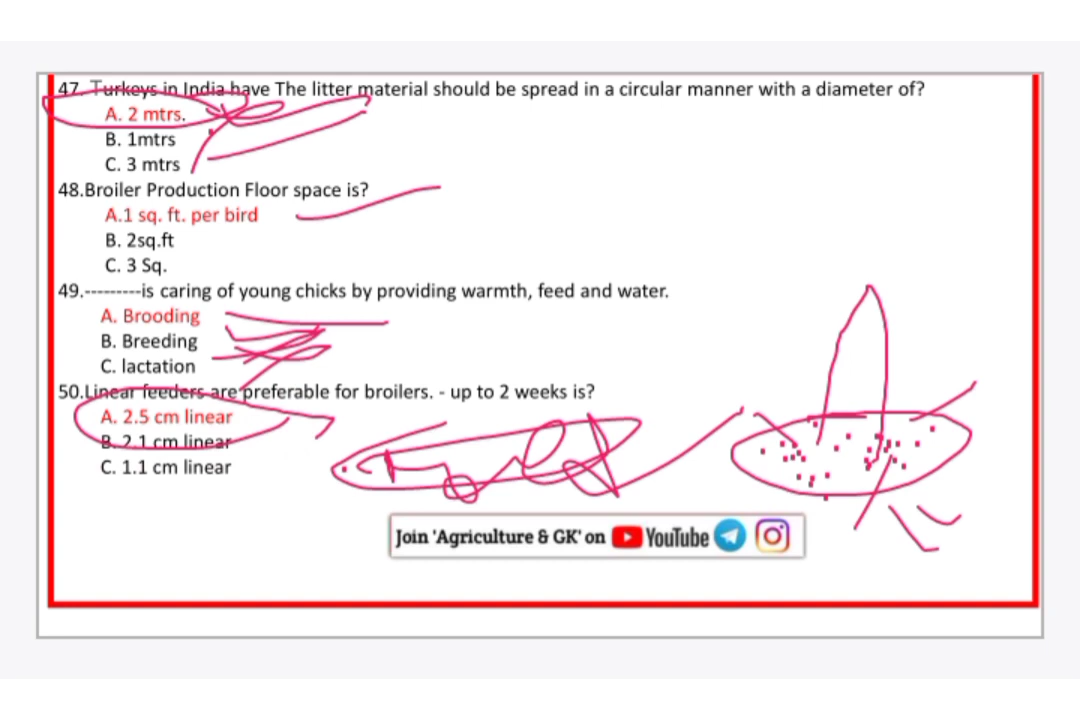 47. Turkeys in India have The litter material should be spread in a circular manner with a diameter of?
A. 2 mtrs.
B. 1mtrs
C. 3 mtrs
48.Broiler Production Floor space is?
A.1 sq. ft. per bird
B. 2sq.ft
C. 3 Sq.
49.---------is caring of young chicks by providing warmth, feed and water.
A. Brooding
B. Breeding
C. lactation
50.Linear feeders are preferable for broilers. - up to 2 weeks is?
A. 2.5 cm linear
B. 2.1 cm linear
C. 1.1 cm linear
Join 'Agriculture & GK' on YouTube